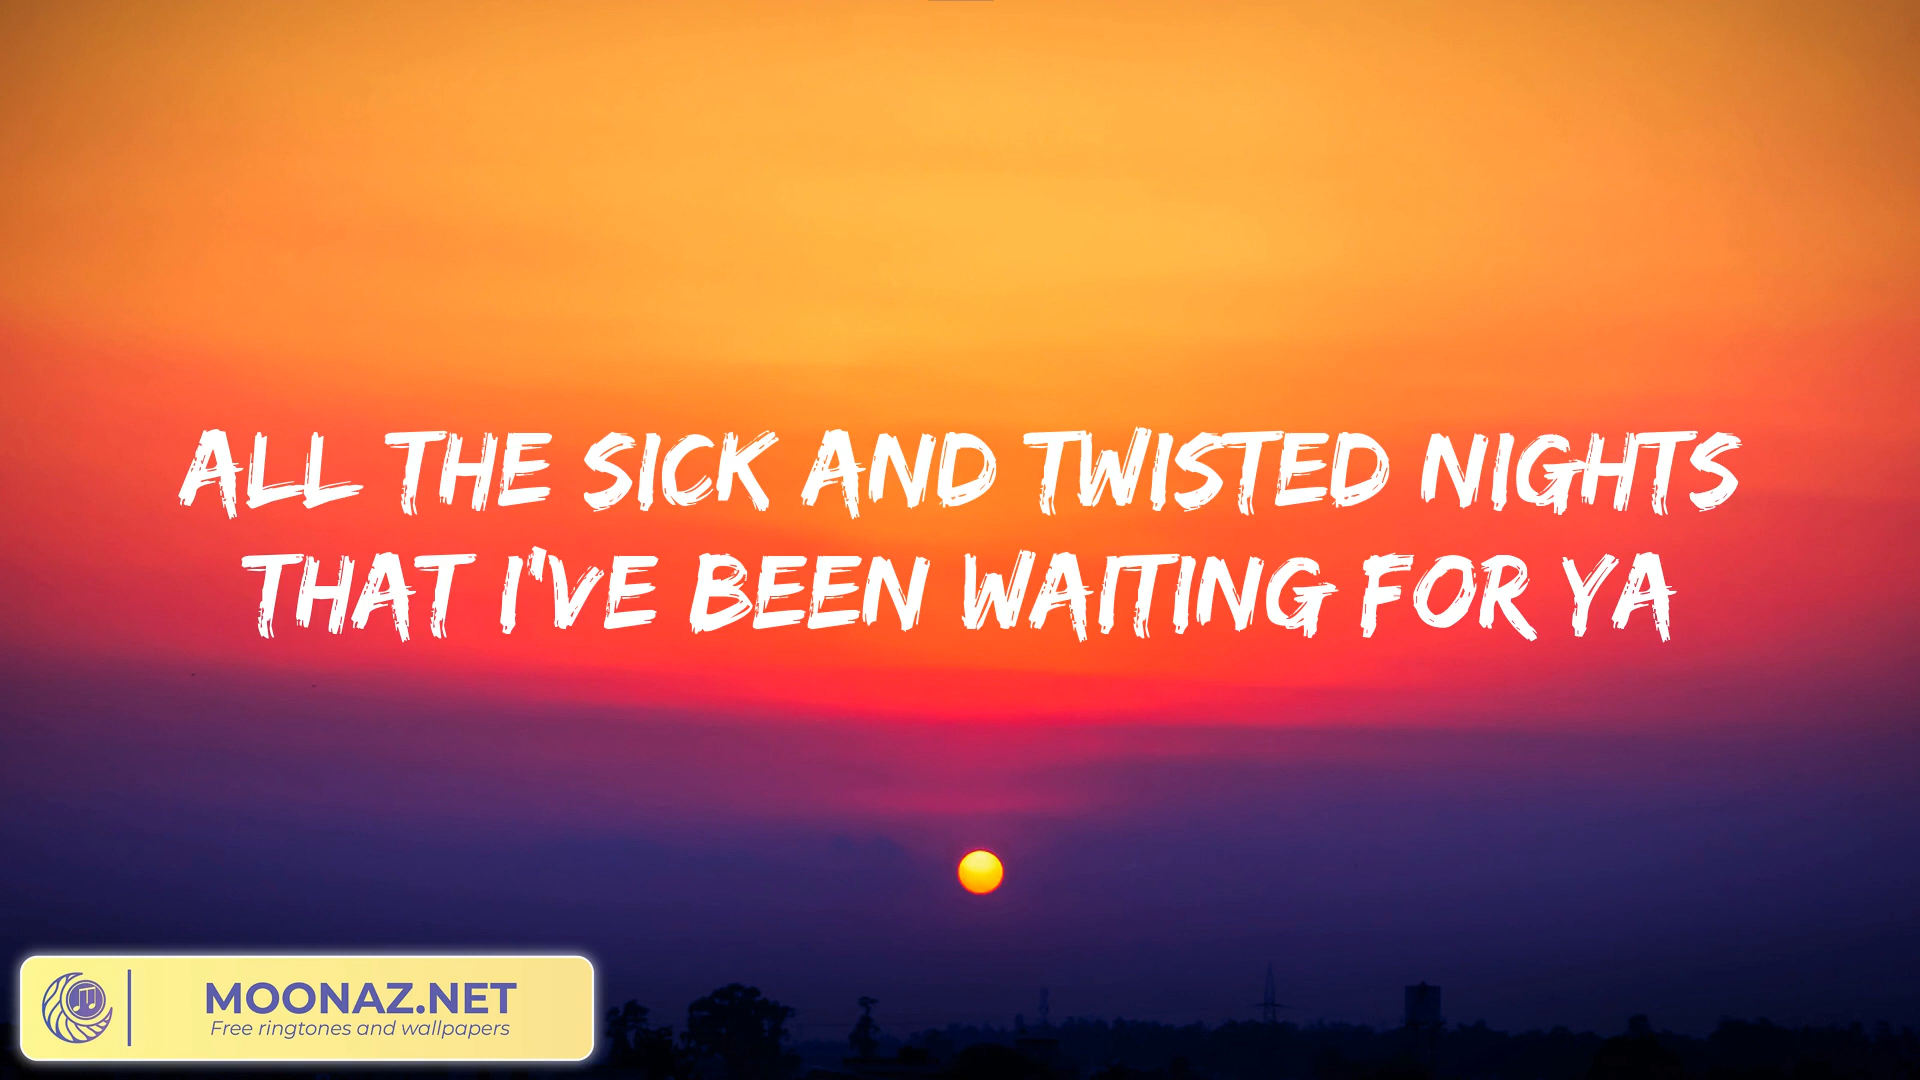 ALL THE SICK AND TWISTED NIGHTS
THAT I'VE BEEN WAITING FOR YA
MOONAZ.NET
Free ringtones and wallpapers